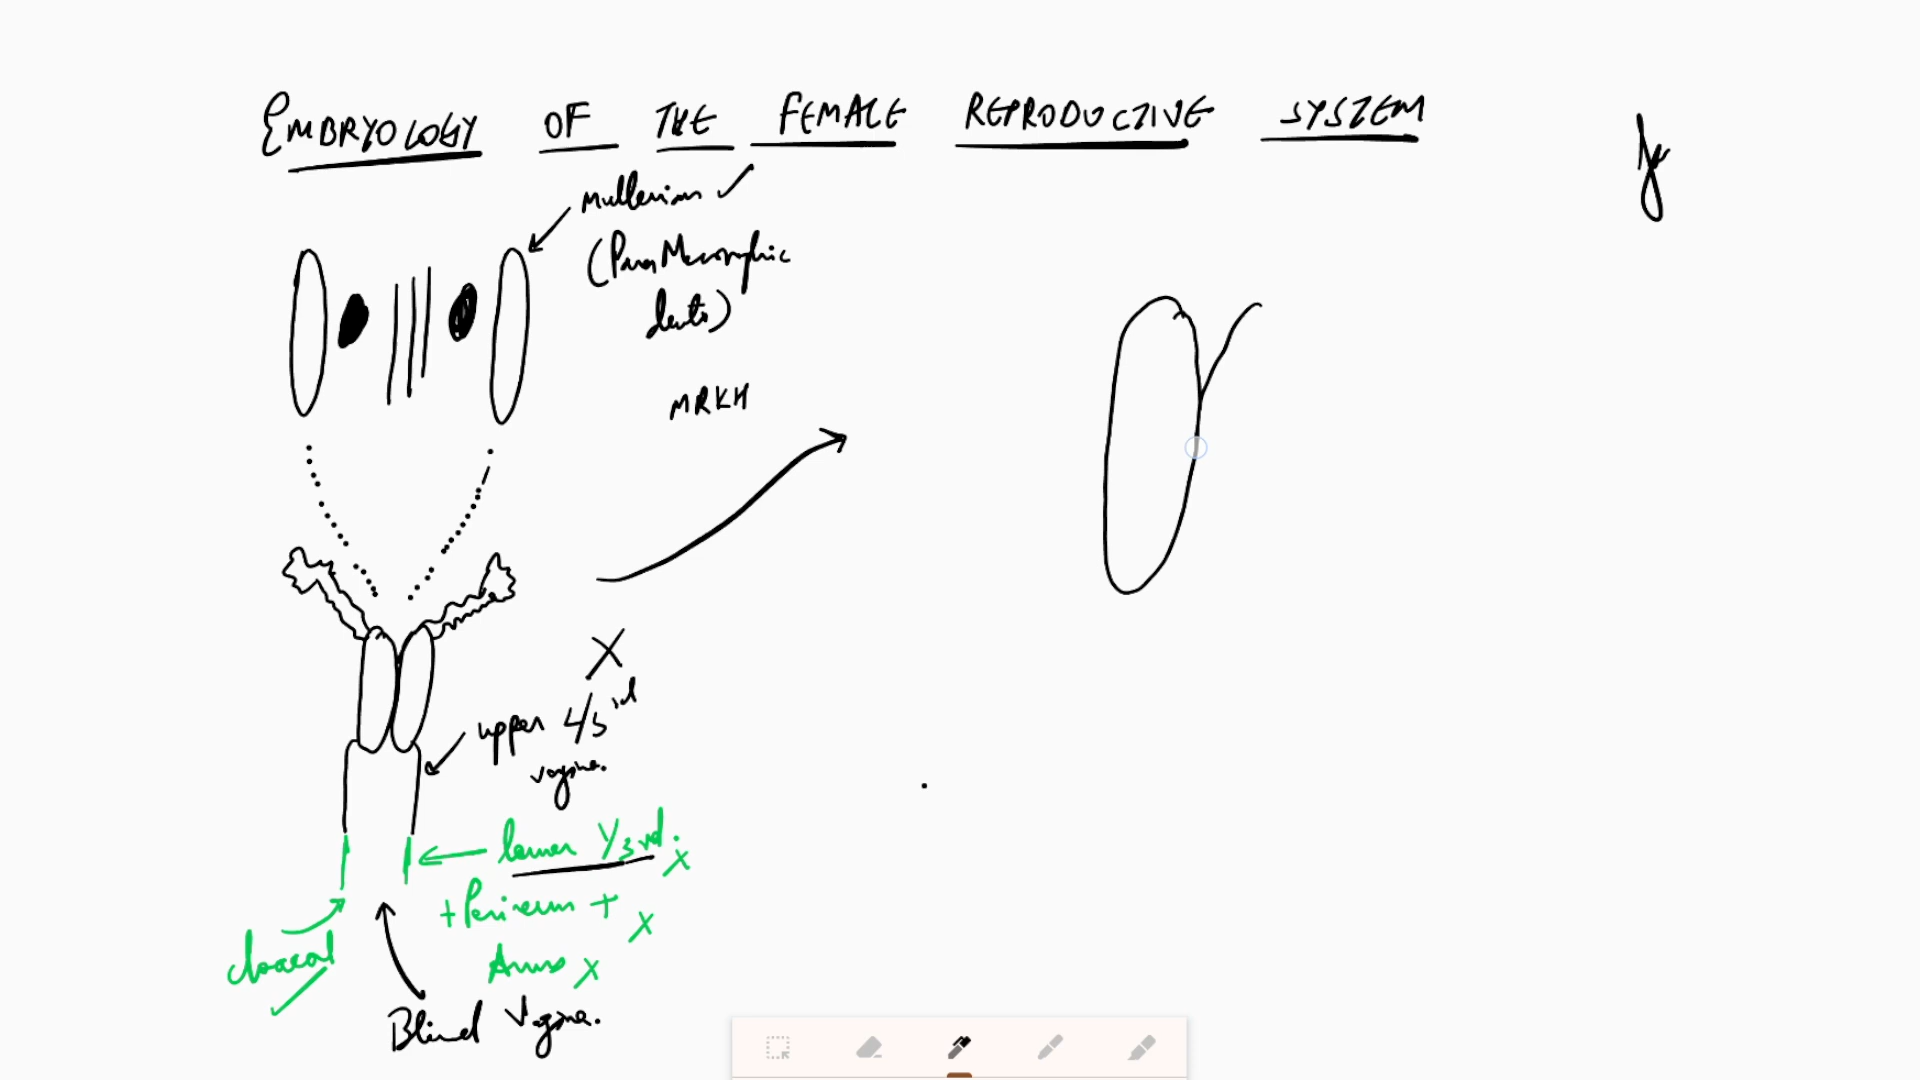 EMBRYOLOGY OF THE FEMALE REPRODUCTIVE SYSTEM
Mullerian ✓
(ParaMesonephric
ducts)
MRKH
X
upper 4/5
vagina.
lower 1/3rd. x
+ Perineum + x
Anus x
cloacal
Blind Vagina.